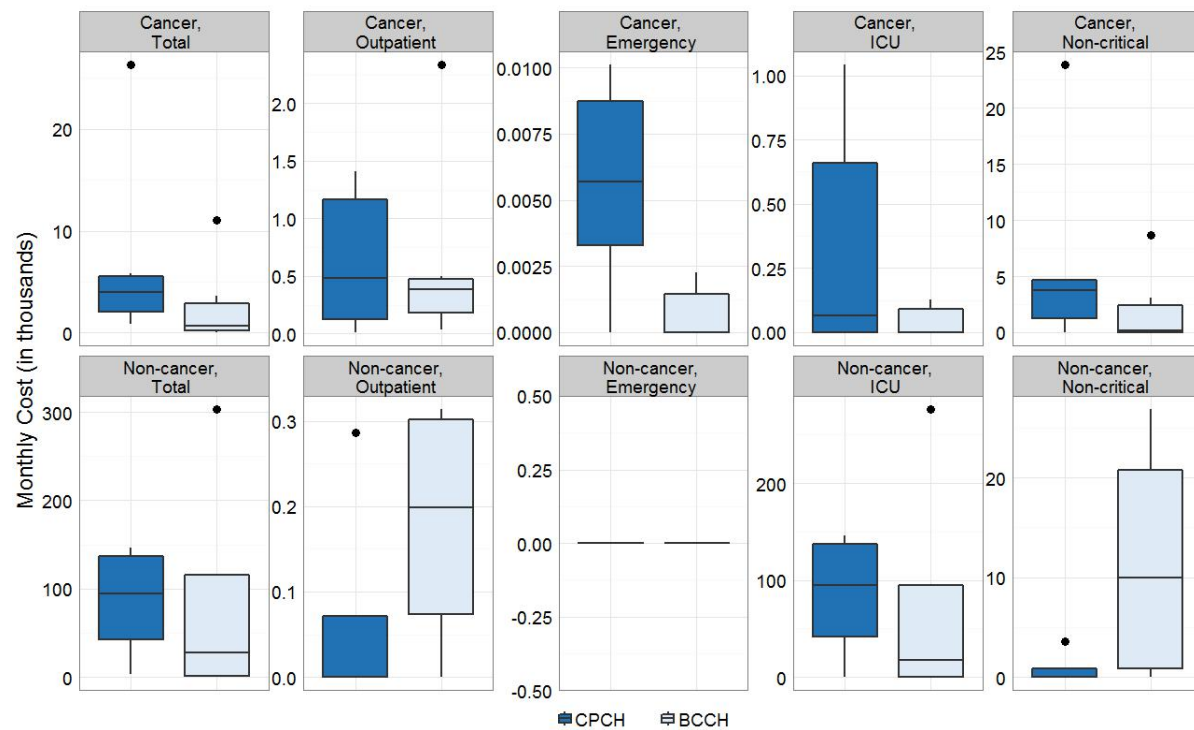 Monthly Cost (in thousands)
Cancer,
Total
20
10
0
Cancer,
Outpatient
2.0
1.5
1.0
0.5
0.0
Cancer,
Emergency
0.0100
0.0075
0.0050
0.0025
0.0000
Cancer,
ICU
1.00
0.75
0.50
0.25
0.00
Cancer,
Non-critical
25
20
15
10
5
0
Non-cancer,
Total
300
200
100
0
Non-cancer,
Outpatient
0.3
0.2
0.1
0.0
Non-cancer,
Emergency
0.50
0.25
0.00
-0.25
-0.50
Non-cancer,
ICU
200
100
0
Non-cancer,
Non-critical
20
10
0
CPCH BCCH